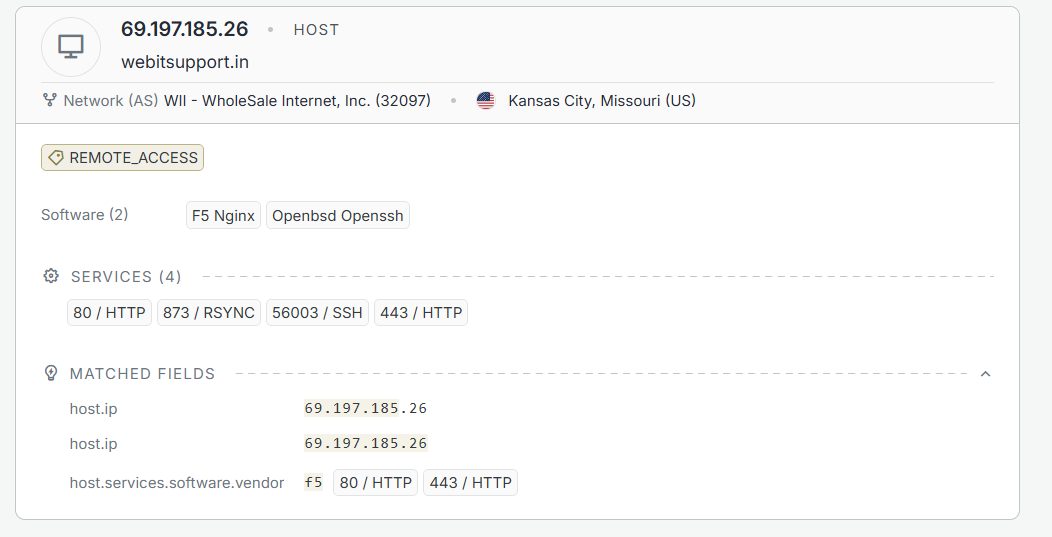 69.197.185.26 • HOST
webitsupport.in
Network (AS) WII - WholeSale Internet, Inc. (32097) • Kansas City, Missouri (US)
REMOTE_ACCESS
Software (2) F5 Nginx Openbsd Openssh
SERVICES (4)
80 / HTTP 873 / RSYNC 56003 / SSH 443 / HTTP
MATCHED FIELDS
host.ip 69.197.185.26
host.ip 69.197.185.26
host.services.software.vendor f5 80 / HTTP 443 / HTTP